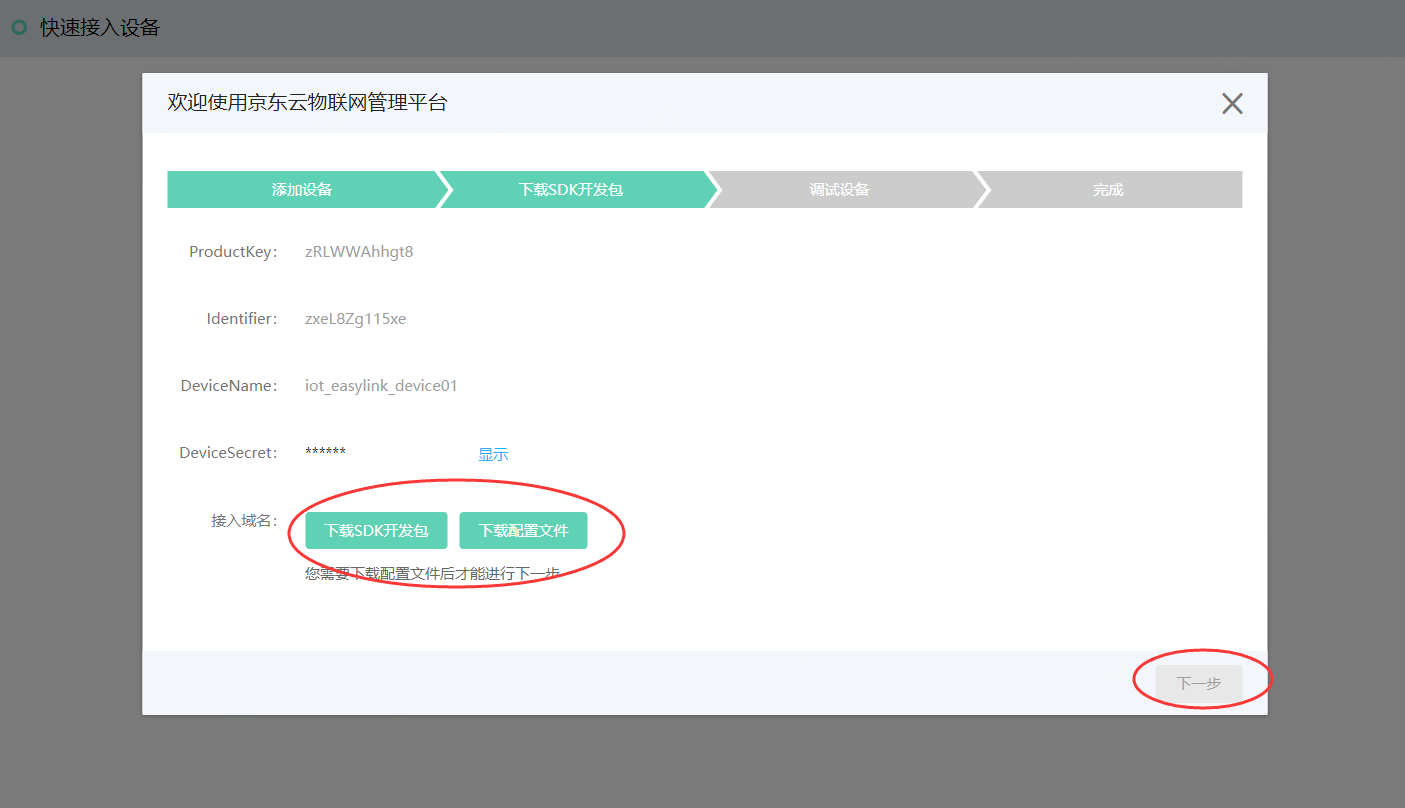 快速接入设备
欢迎使用京东云物联网管理平台
添加设备 下载SDK开发包 调试设备 完成
ProductKey: zRLWWAhhgt8
Identifier: zxeL8Zg115xe
DeviceName: iot_easylink_device01
DeviceSecret: ****** 显示
接入域名: 下载SDK开发包 下载配置文件
您需要下载配置文件后才能进行下一步
下一步